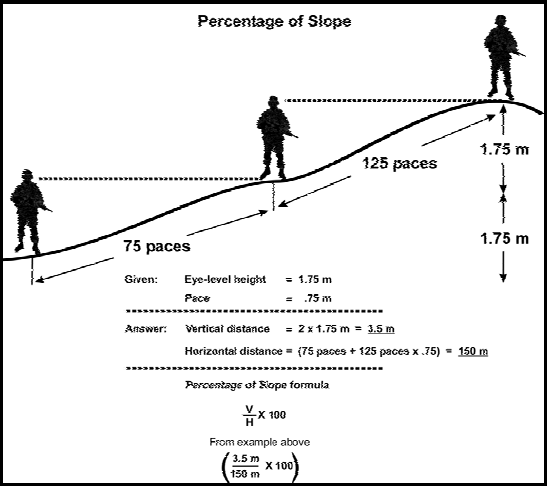 Percentage of Slope
125 paces
1.75 m
75 paces
1.75 m
Given: Eye-level height = 1.75 m
Pace = .75 m
Answer: Vertical distance = 2 x 1.75 m = 3.5 m
Horizontal distance = (75 paces + 125 paces x .75) = 150 m
Percentage of Slope formula
V
H X 100
From example above
(3.5 m
150 m X 100)